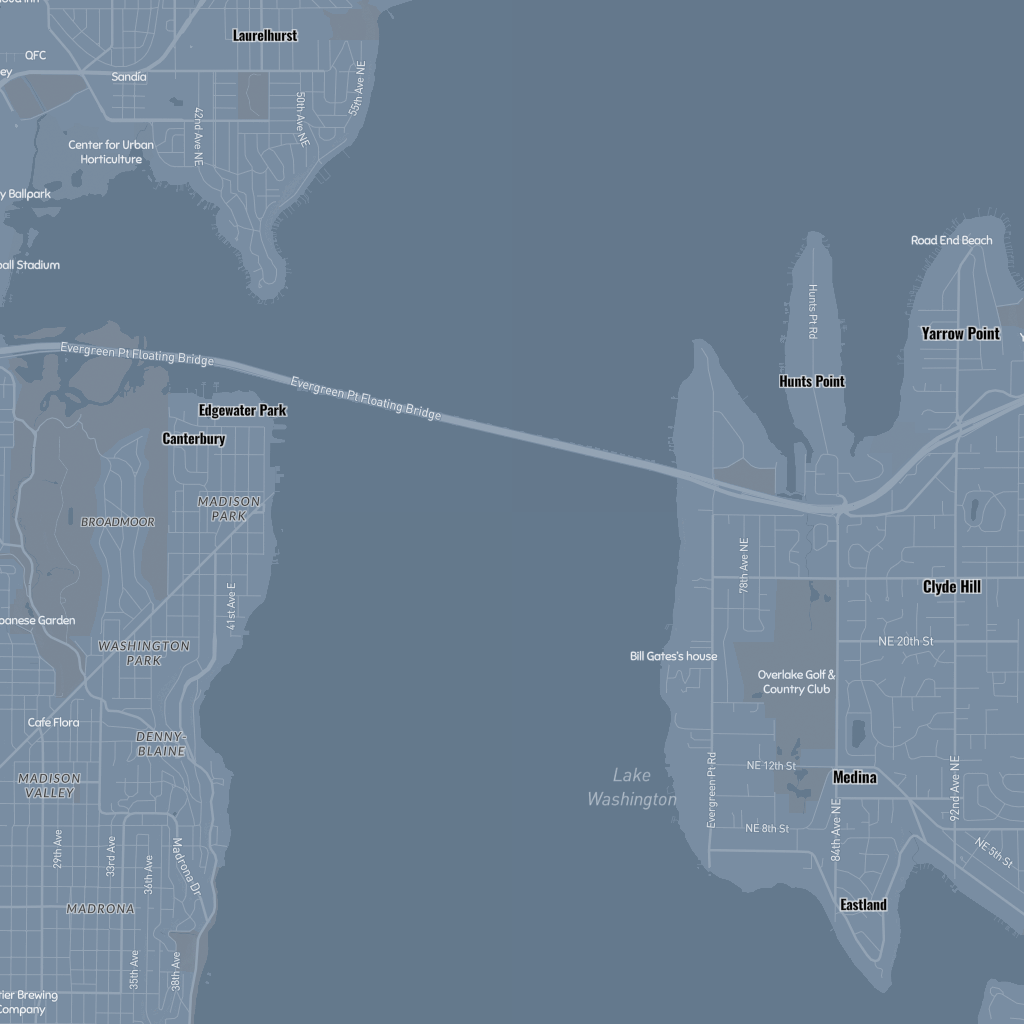 Laurelhurst
QFC
Sandía
42nd Ave NE
50th Ave NE
55th Ave NE
Center for Urban
Horticulture
y Ballpark
Road End Beach
Hunts Pt Rd
Yarrow Point
Evergreen Pt Floating Bridge
Evergreen Pt Floating Bridge
Hunts Point
Edgewater Park
Canterbury
MADISON
PARK
BROADMOOR
78th Ave NE
Clyde Hill
41st Ave E
panese Garden
NE 20th St
WASHINGTON
PARK
Bill Gates's house
Overlake Golf &
Country Club
Cafe Flora
DENNY-
BLAINE
NE 12th St
Medina
Lake
Washington
MADISON
VALLEY
Evergreen Pt Rd
92nd Ave NE
84th Ave NE
NE 8th St
NE 5th St
29th Ave
33rd Ave
36th Ave
Madrona Dr
MADRONA
Eastland
35th Ave
38th Ave
rier Brewing
Company